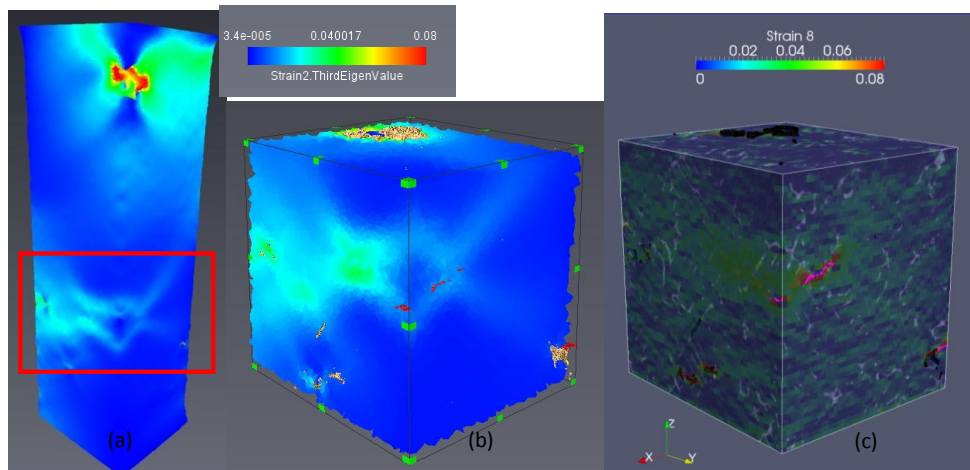 3.4e-005 0.040017 0.08
Strain2.ThirdEigenValue
Strain 8
0.02 0.04 0.06
0 0.08
(a)
(b)
(c)
Z
X
Y